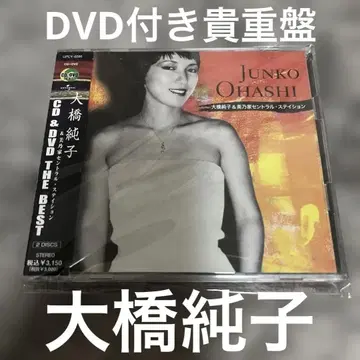 DVD付き貴重盤
JUNKO
OHASHI
大橋純子&美乃家セントラル・ステイション
大橋純子
&美乃家セントラル・ステイション
CD & DVD THE BEST
2 DISCS
STEREO
税込¥3,150
大橋純子